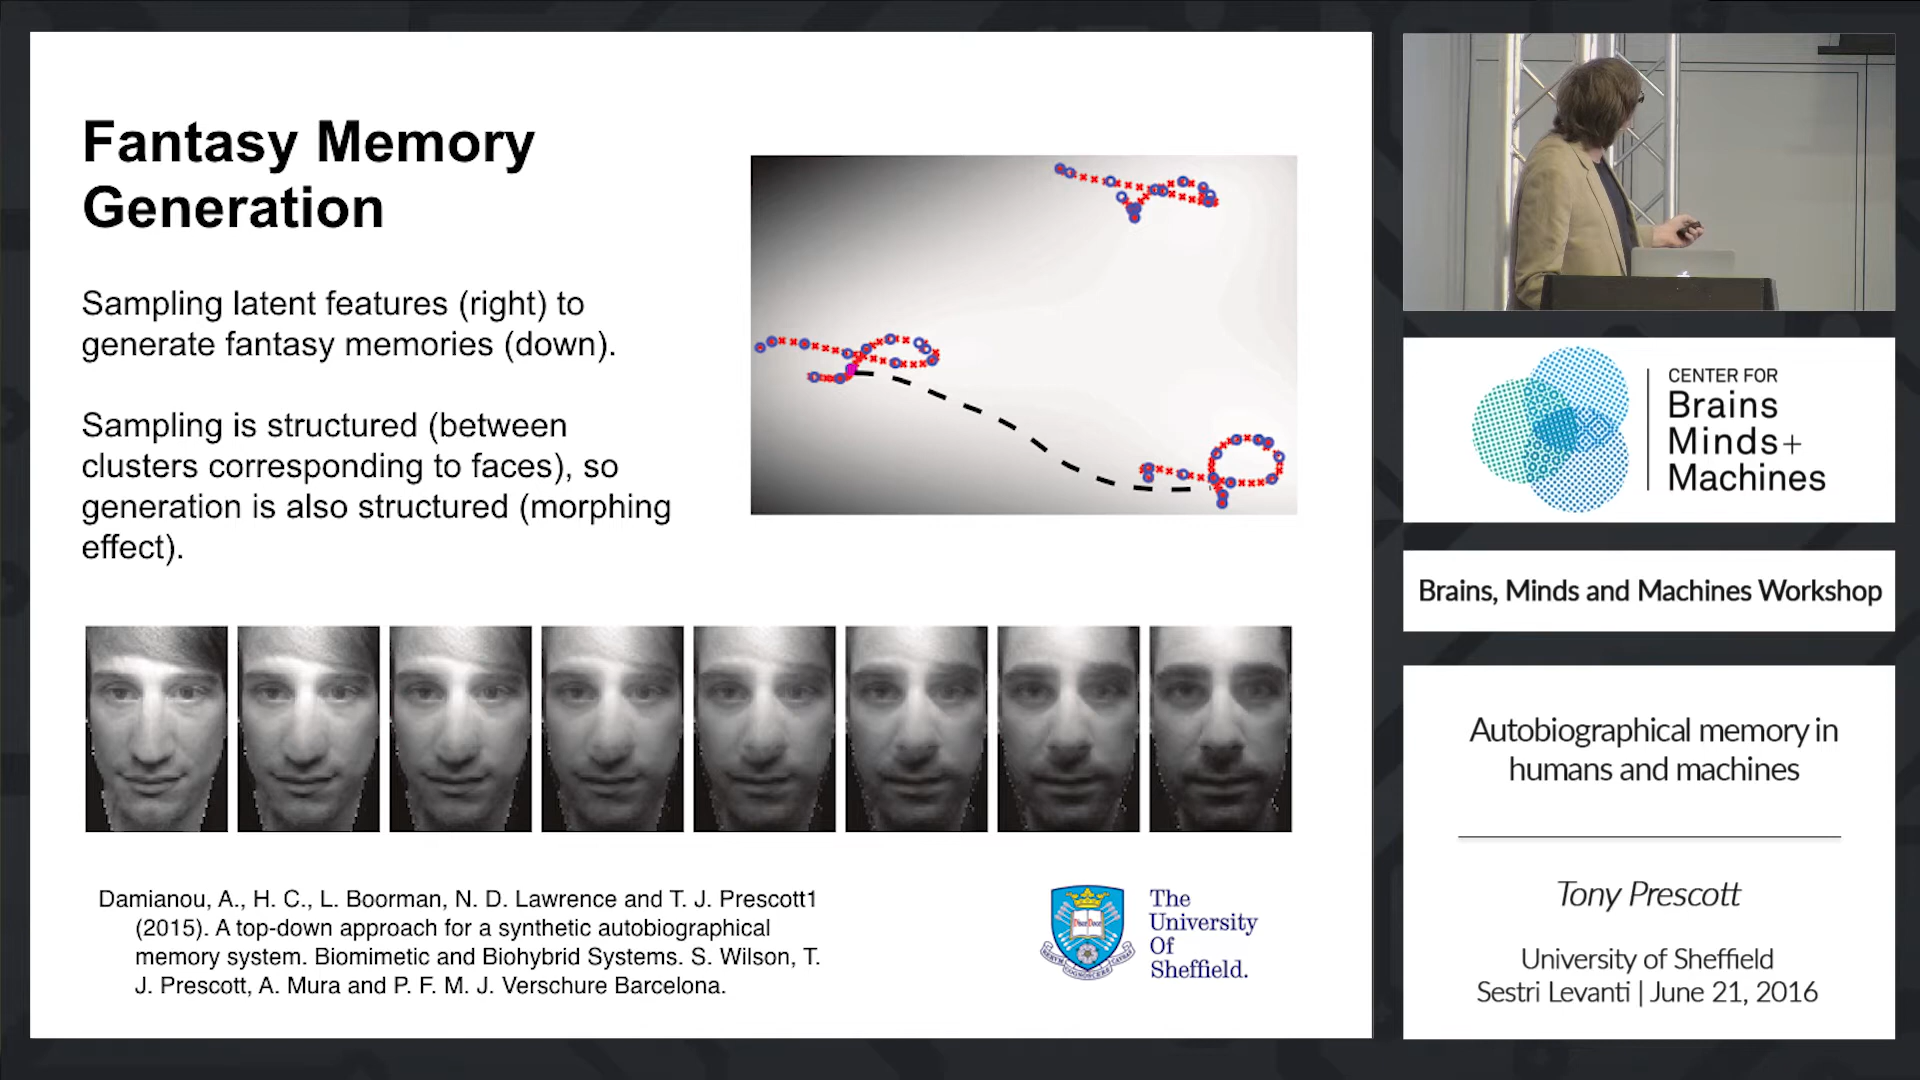 Fantasy Memory
Generation
Sampling latent features (right) to
generate fantasy memories (down).
Sampling is structured (between
clusters corresponding to faces), so
generation is also structured (morphing
effect).
Damianou, A., H. C., L. Boorman, N. D. Lawrence and T. J. Prescott1
(2015). A top-down approach for a synthetic autobiographical
memory system. Biomimetic and Biohybrid Systems. S. Wilson, T.
J. Prescott, A. Mura and P. F. M. J. Verschure Barcelona.
The
University
Of
Sheffield.
CENTER FOR
Brains
Minds+
Machines
Brains, Minds and Machines Workshop
Autobiographical memory in
humans and machines
Tony Prescott
University of Sheffield
Sestri Levanti | June 21, 2016